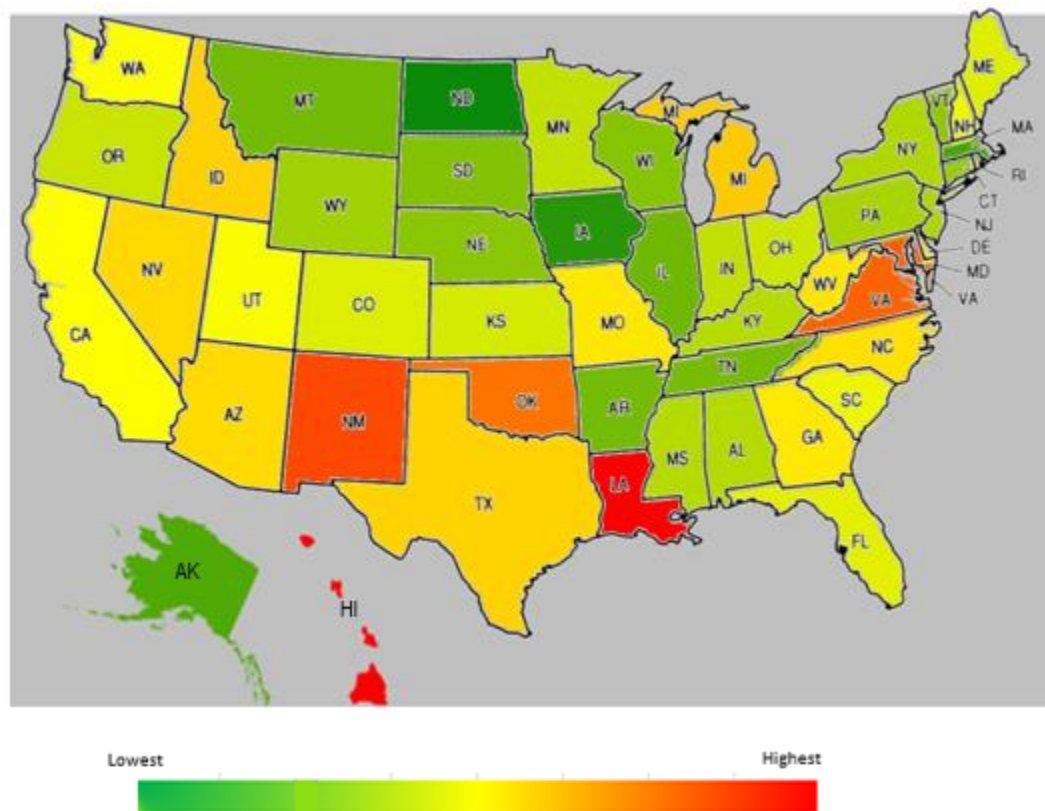 WA
MT
ND
MN
ME
OR
ID
WY
SD
WI
MI
MI
NY
VT
NH
MA
RI
CT
NJ
PA
NV
UT
CO
NE
IA
IL
IN
OH
WV
DE
MD
VA
VA
CA
KS
MO
KY
NC
TN
AZ
NM
OK
AR
SC
MS
AL
GA
TX
LA
FL
AK
HI
Lowest
Highest